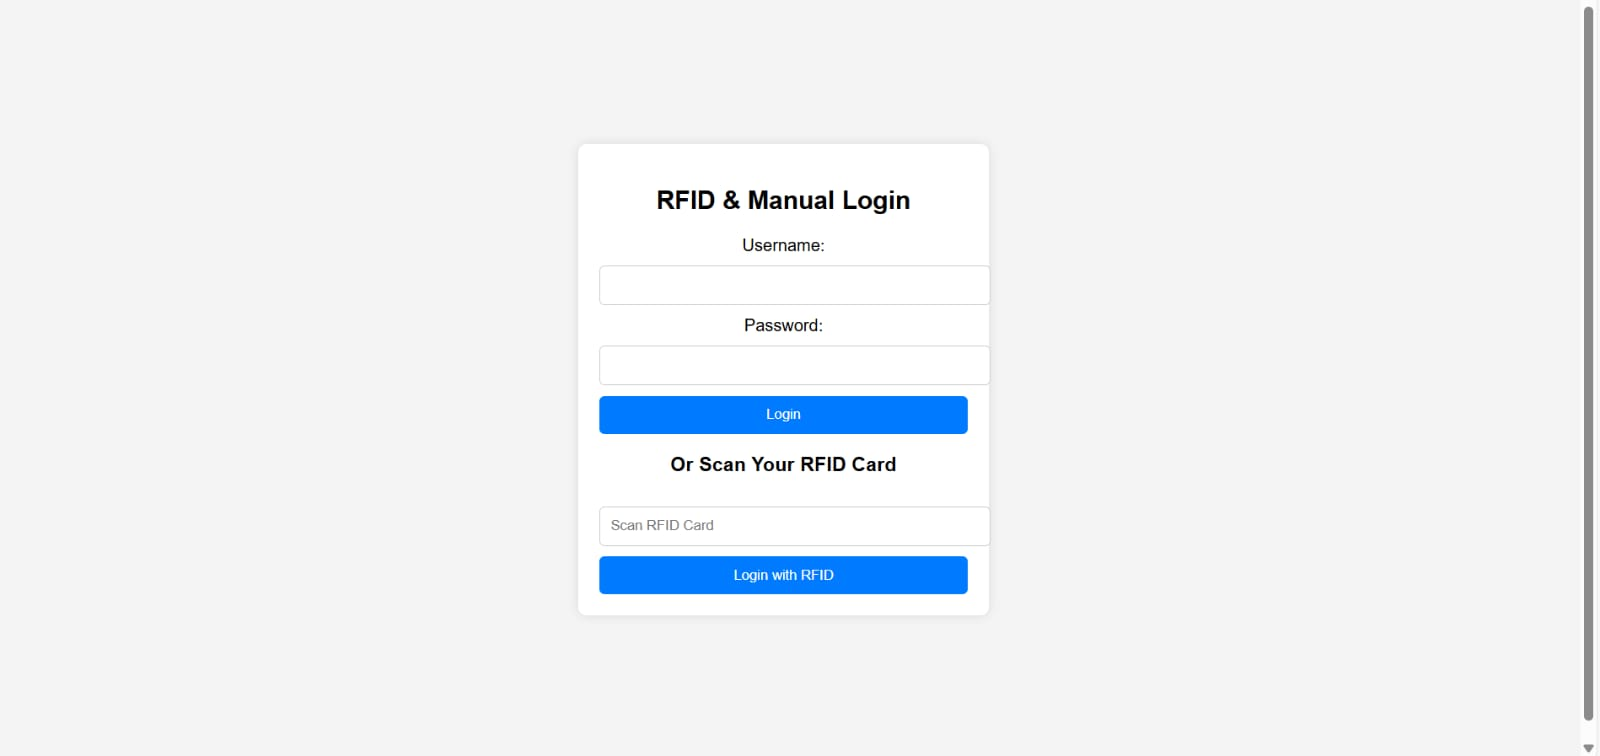 RFID & Manual Login
Username:
Password:
Login
Or Scan Your RFID Card
Scan RFID Card
Login with RFID